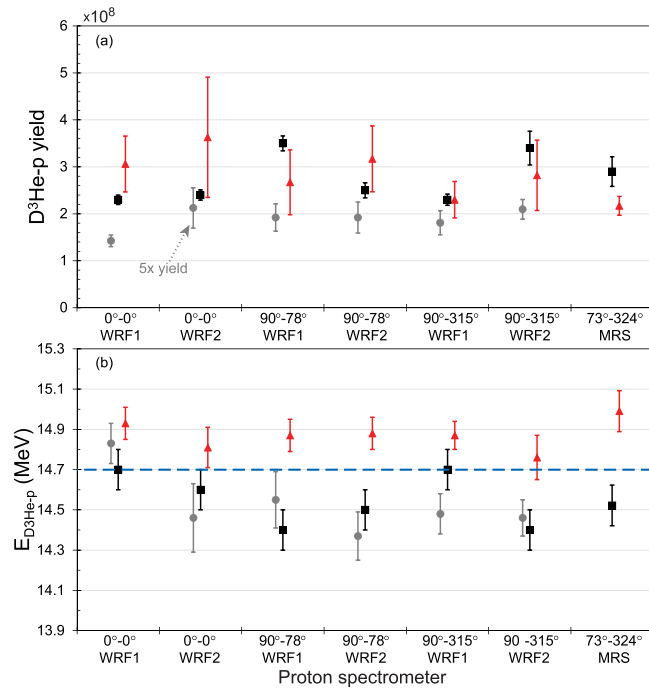 ×10⁸
(a)
6
5
4
3
2
1
0
D³He-p yield
5x yield
0°-0° 0°-0° 90°-78° 90°-78° 90°-315° 90°-315° 73°-324°
WRF1 WRF2 WRF1 WRF2 WRF1 WRF2 MRS
(b)
15.3
15.1
14.9
14.7
14.5
14.3
14.1
13.9
E_D3He-p (MeV)
0°-0° 0°-0° 90°-78° 90°-78° 90°-315° 90 -315° 73°-324°
WRF1 WRF2 WRF1 WRF2 WRF1 WRF2 MRS
Proton spectrometer